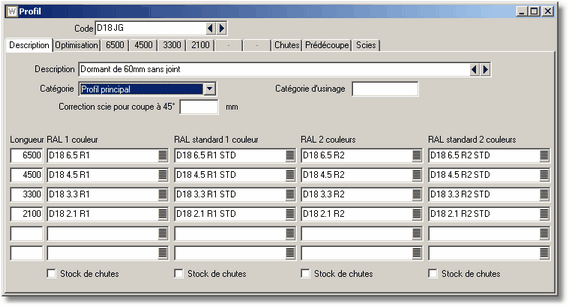 Profil
Code D18JG
Description Optimisation 6500 4500 3300 2100 - - Chutes Prédécoupe Scies
Description Dormant de 60mm sans joint
Catégorie Profil principal Catégorie d'usinage
Correction scie pour coupe à 45° mm
Longueur RAL 1 couleur RAL standard 1 couleur RAL 2 couleurs RAL standard 2 couleurs
6500 D18 6.5 R1 D18 6.5 R1 STD D18 6.5 R2 D18 6.5 R2 STD
4500 D18 4.5 R1 D18 4.5 R1 STD D18 4.5 R2 D18 4.5 R2 STD
3300 D18 3.3 R1 D18 3.3 R1 STD D18 3.3 R2 D18 3.3 R2 STD
2100 D18 2.1 R1 D18 2.1 R1 STD D18 2.1 R2 D18 2.1 R2 STD
Stock de chutes Stock de chutes Stock de chutes Stock de chutes